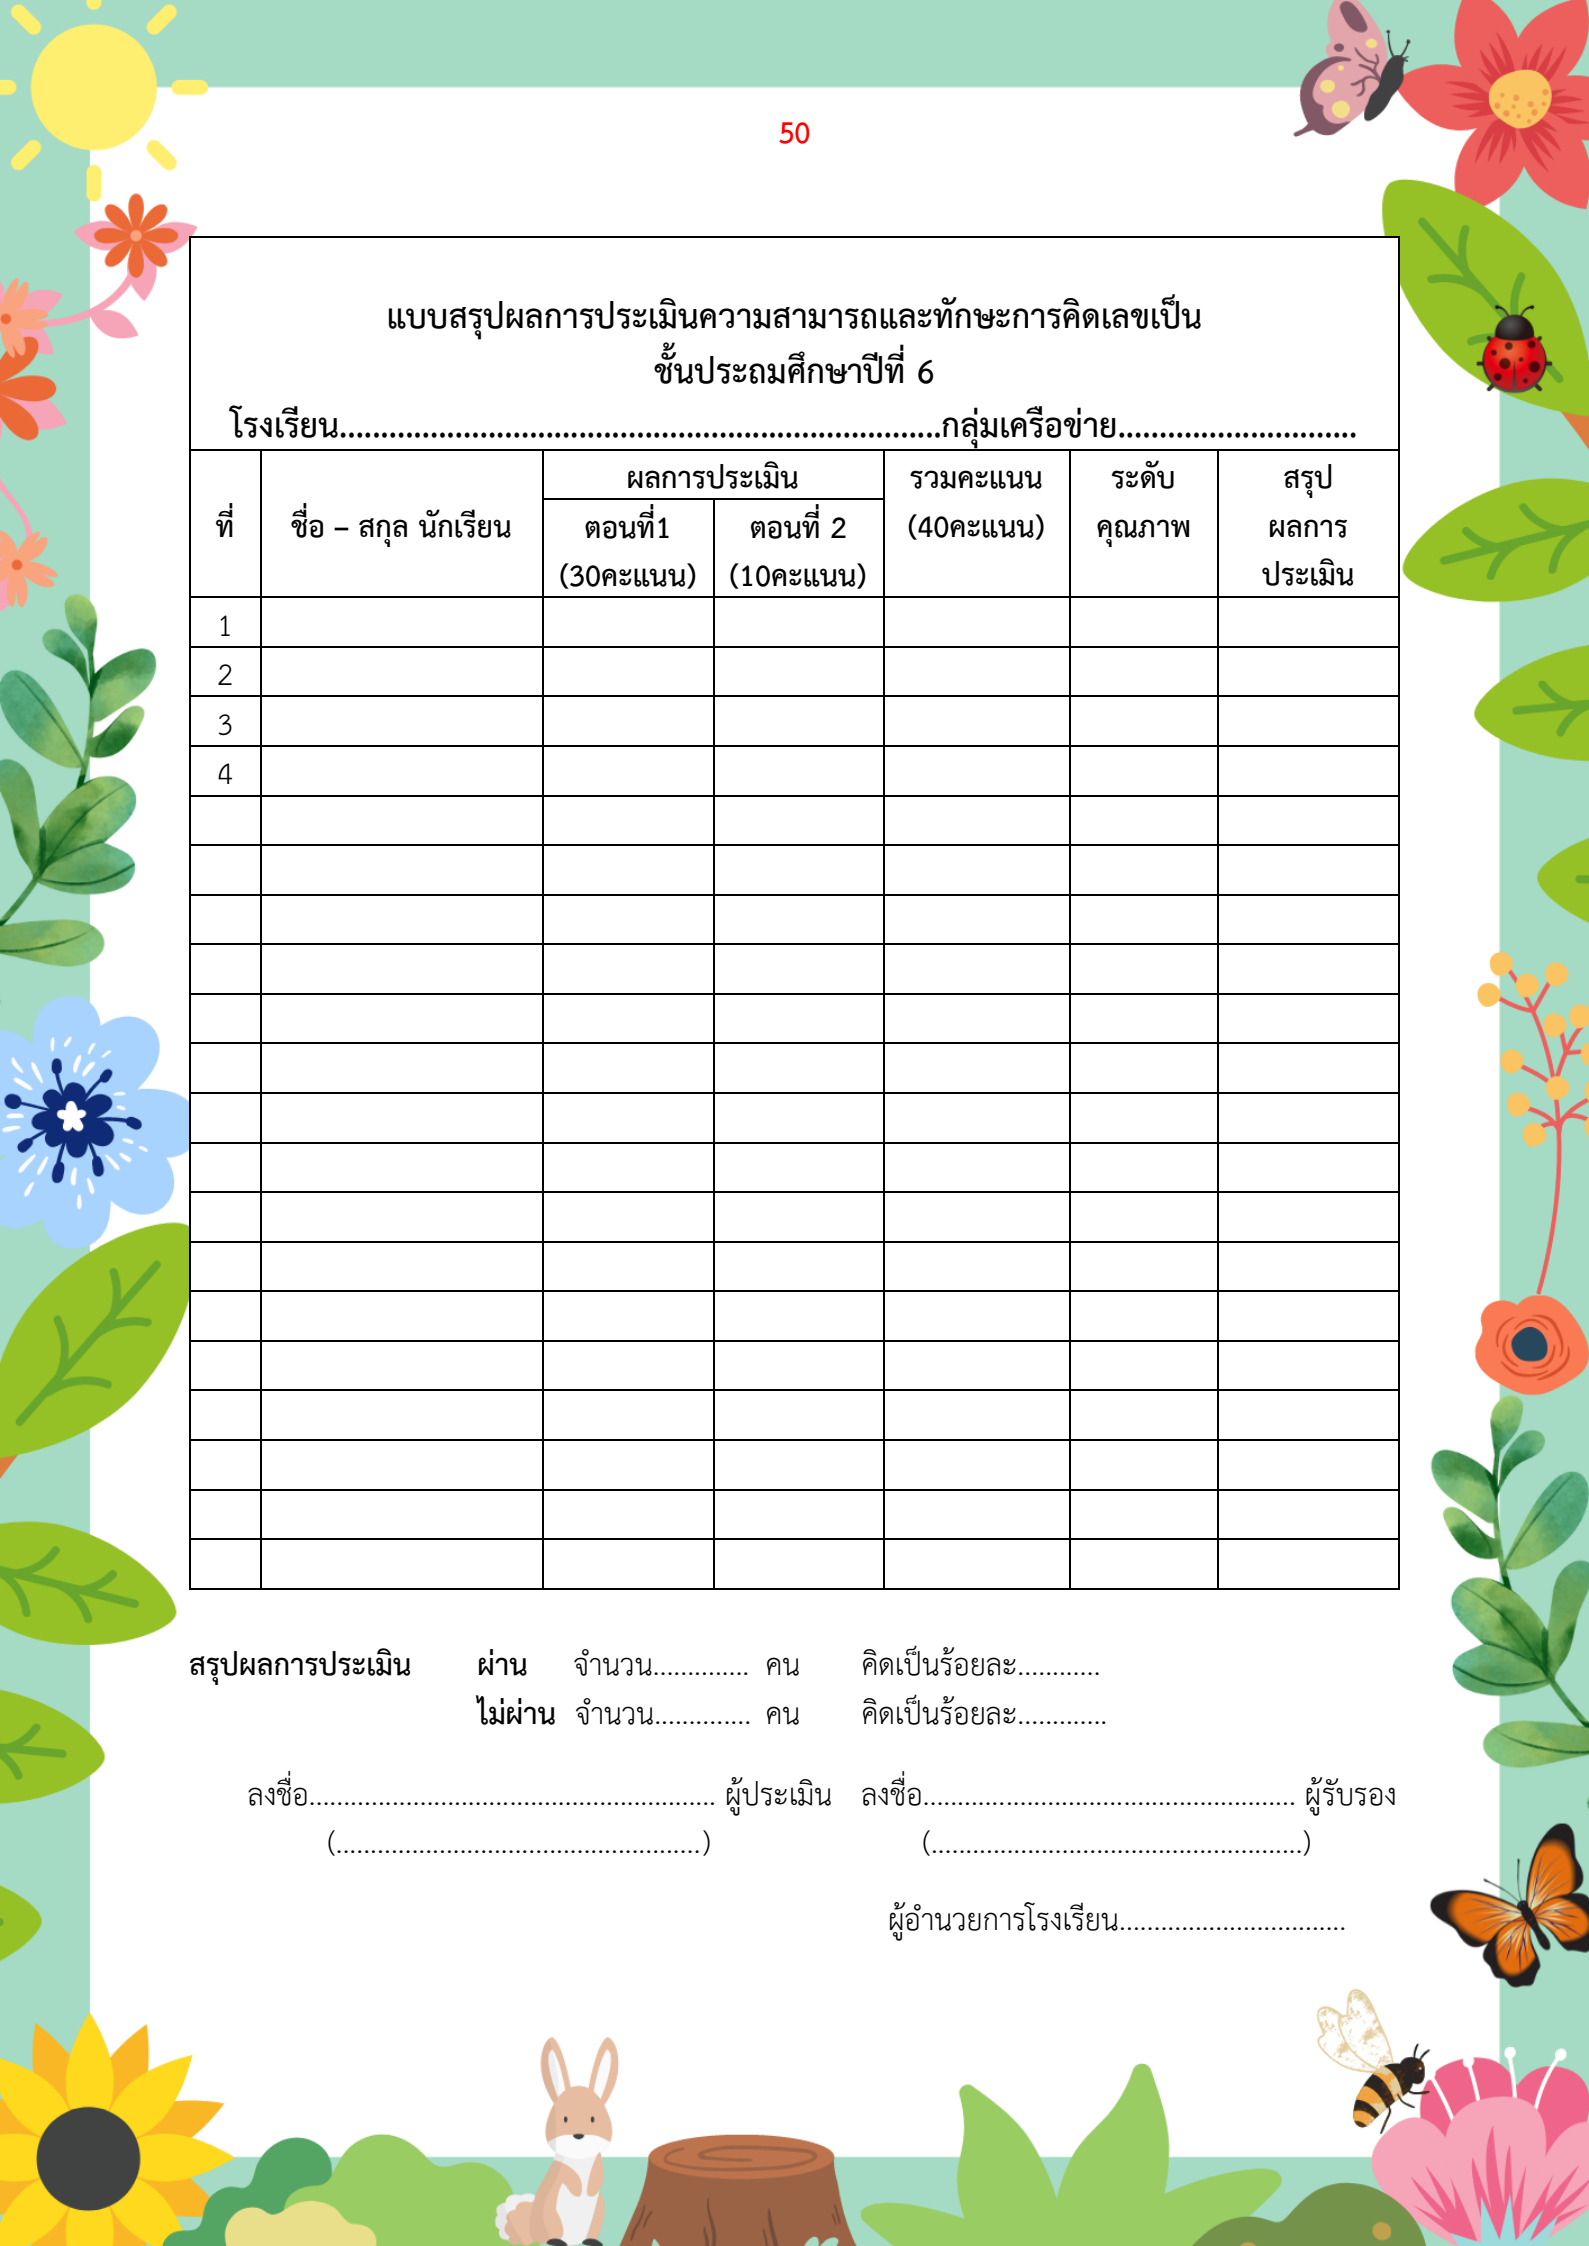 50
แบบสรุปผลการประเมินความสามารถและทักษะการคิดเลขเป็น
ชั้นประถมศึกษาปีที่ 6
โรงเรียน.........................................................................กลุ่มเครือข่าย.............................
ที่ ชื่อ – สกุล นักเรียน ผลการประเมิน รวมคะแนน (40คะแนน) ระดับ คุณภาพ สรุป ผลการ ประเมิน
ตอนที่1 (30คะแนน) ตอนที่ 2 (10คะแนน)
1
2
3
4
สรุปผลการประเมิน ผ่าน จำนวน.............. คน คิดเป็นร้อยละ............
ไม่ผ่าน จำนวน.............. คน คิดเป็นร้อยละ.............
ลงชื่อ........................................................... ผู้ประเมิน ลงชื่อ...................................................... ผู้รับรอง
(.....................................................) (......................................................)
ผู้อำนวยการโรงเรียน.................................